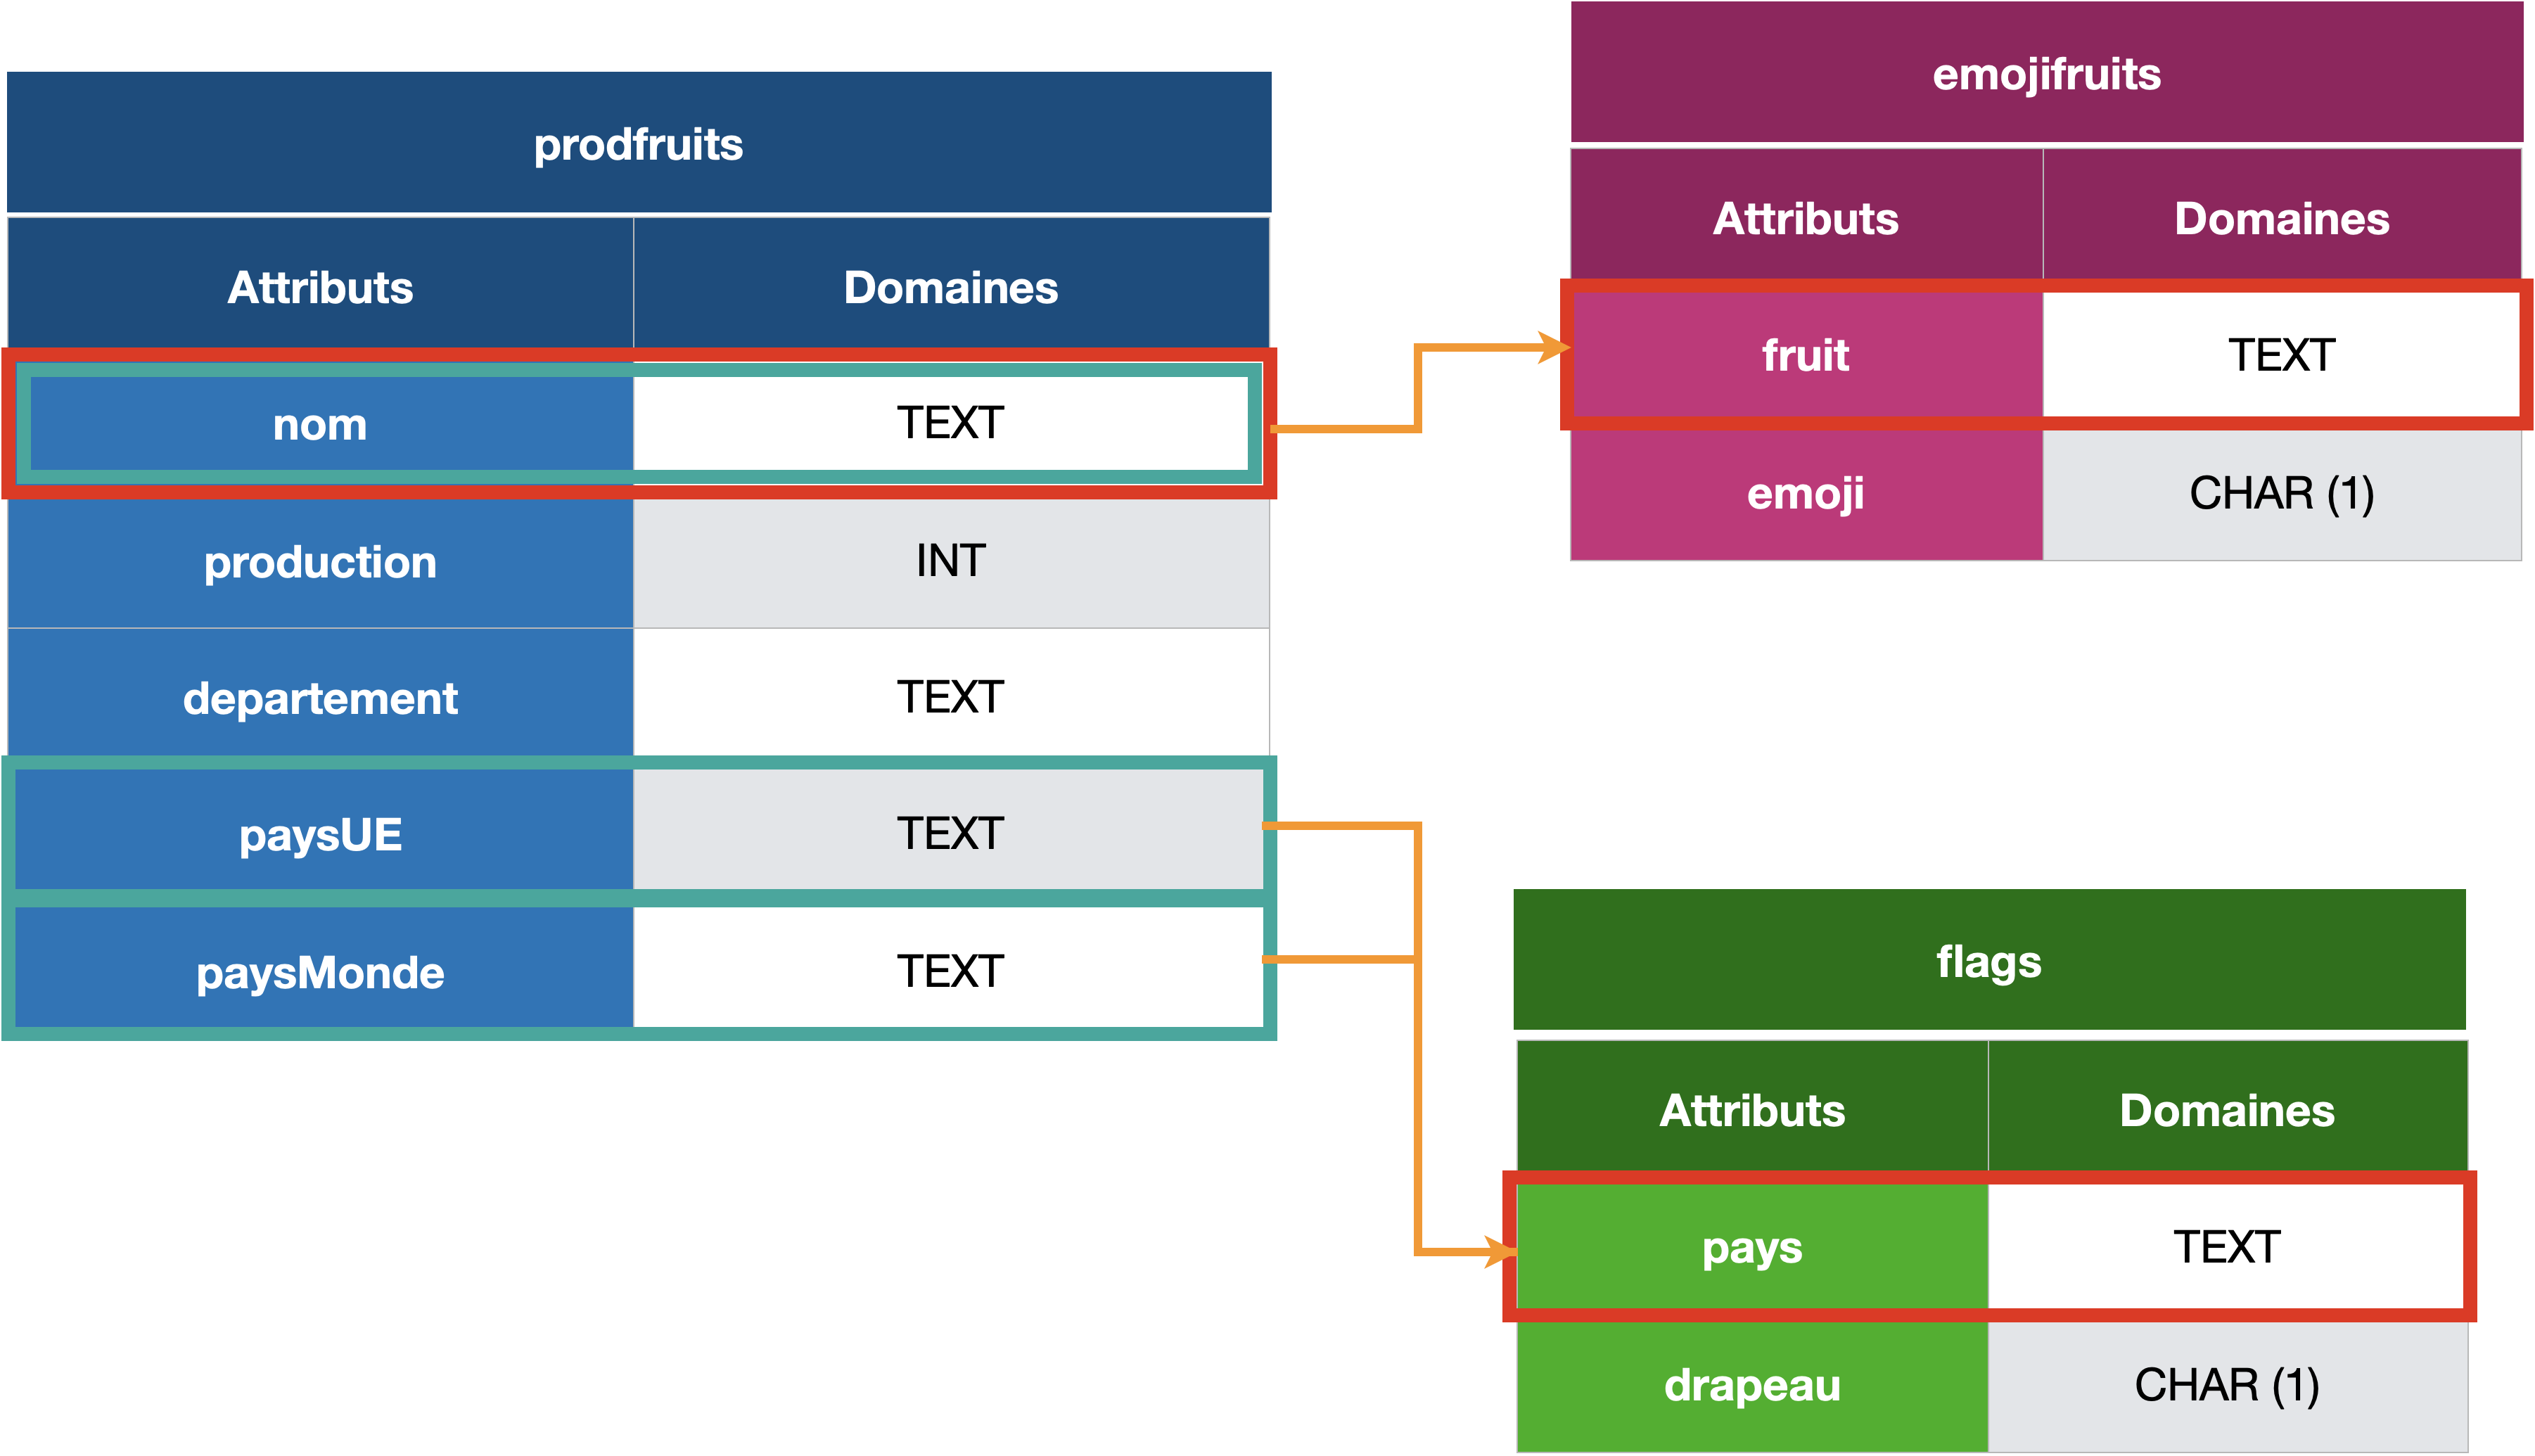 prodfruits
Attributs Domaines
nom TEXT
production INT
departement TEXT
paysUE TEXT
paysMonde TEXT
emojifruits
Attributs Domaines
fruit TEXT
emoji CHAR (1)
flags
Attributs Domaines
pays TEXT
drapeau CHAR (1)